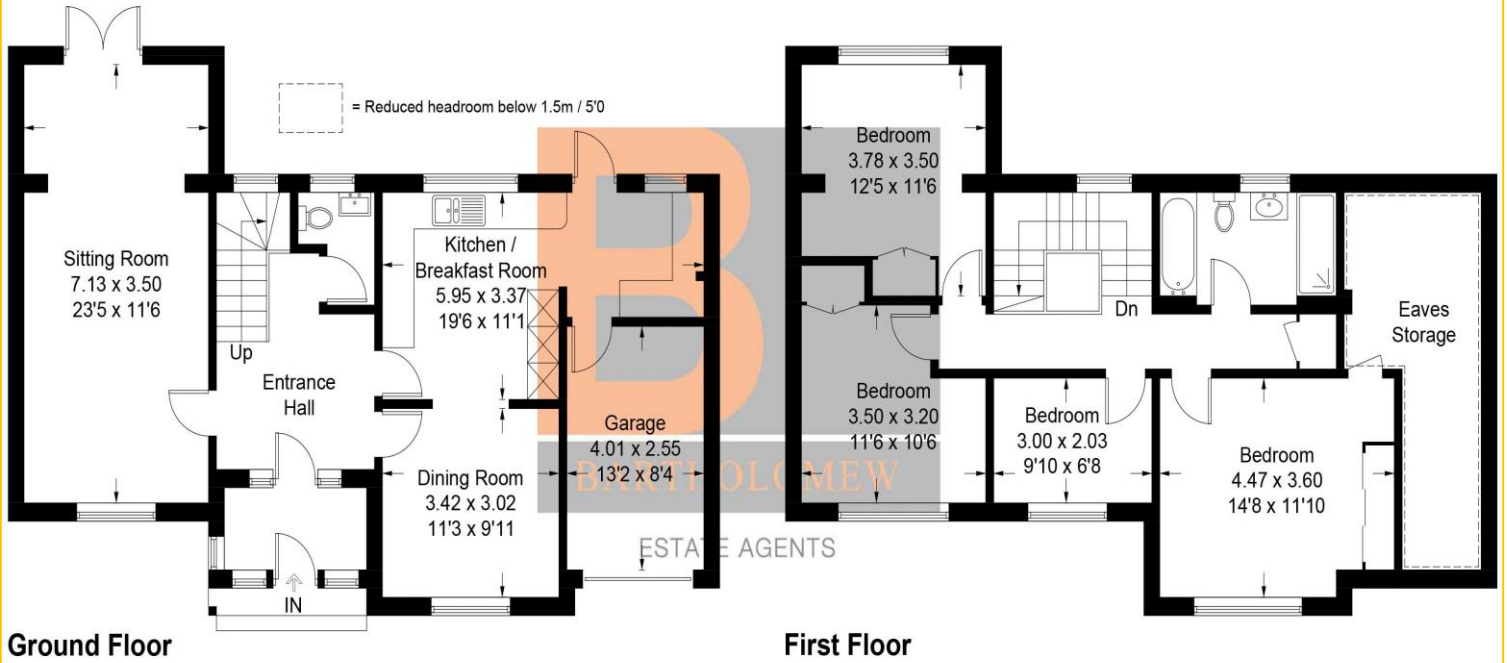 = Reduced headroom below 1.5m / 5'0
Sitting Room
7.13 x 3.50
23'5 x 11'6
Up
Entrance
Hall
IN
Kitchen /
Breakfast Room
5.95 x 3.37
19'6 x 11'1
Dining Room
3.42 x 3.02
11'3 x 9'11
Garage
4.01 x 2.55
13'2 x 8'4
B
BARTHOLOMEW
ESTATE AGENTS
Ground Floor
Bedroom
3.78 x 3.50
12'5 x 11'6
Dn
Bedroom
3.50 x 3.20
11'6 x 10'6
Bedroom
3.00 x 2.03
9'10 x 6'8
Bedroom
4.47 x 3.60
14'8 x 11'10
Eaves
Storage
First Floor